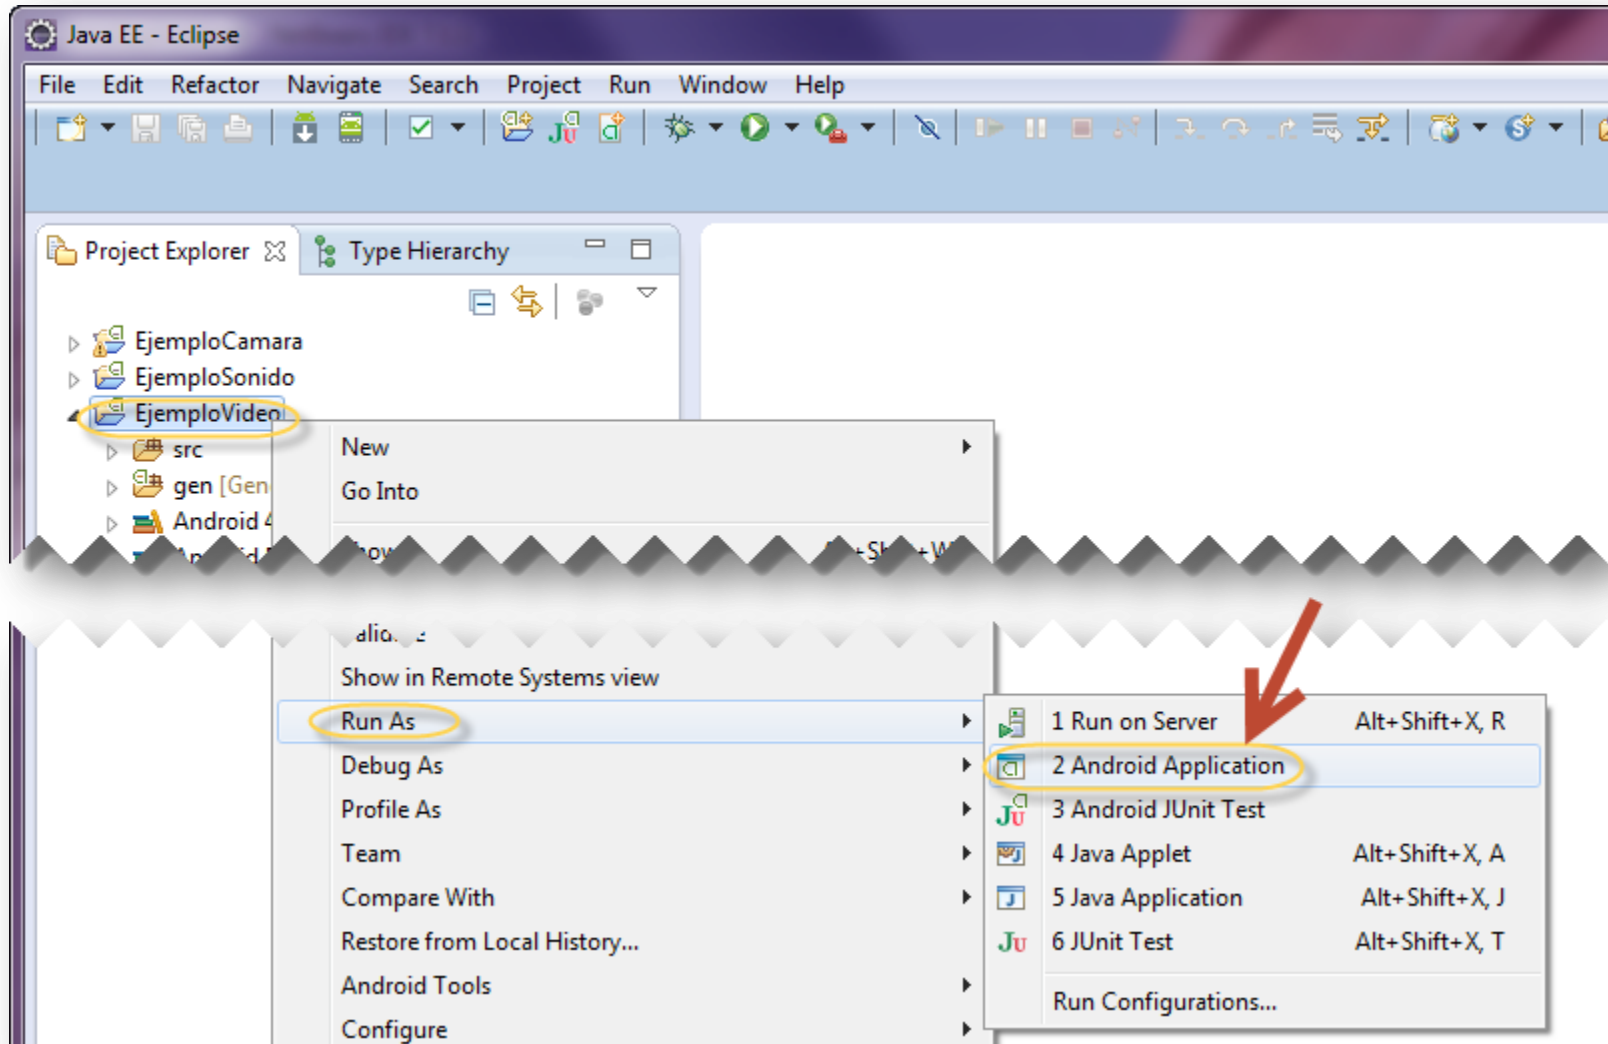 Java EE - Eclipse
File Edit Refactor Navigate Search Project Run Window Help
Project Explorer Type Hierarchy
EjemploCamara
EjemploSonido
EjemploVideo
src
gen [Gen
Android 4
New
Go Into
Show in Remote Systems view
Run As
Debug As
Profile As
Team
Compare With
Restore from Local History...
Android Tools
Configure
1 Run on Server Alt+Shift+X, R
2 Android Application
3 Android JUnit Test
4 Java Applet Alt+Shift+X, A
5 Java Application Alt+Shift+X, J
6 JUnit Test Alt+Shift+X, T
Run Configurations...